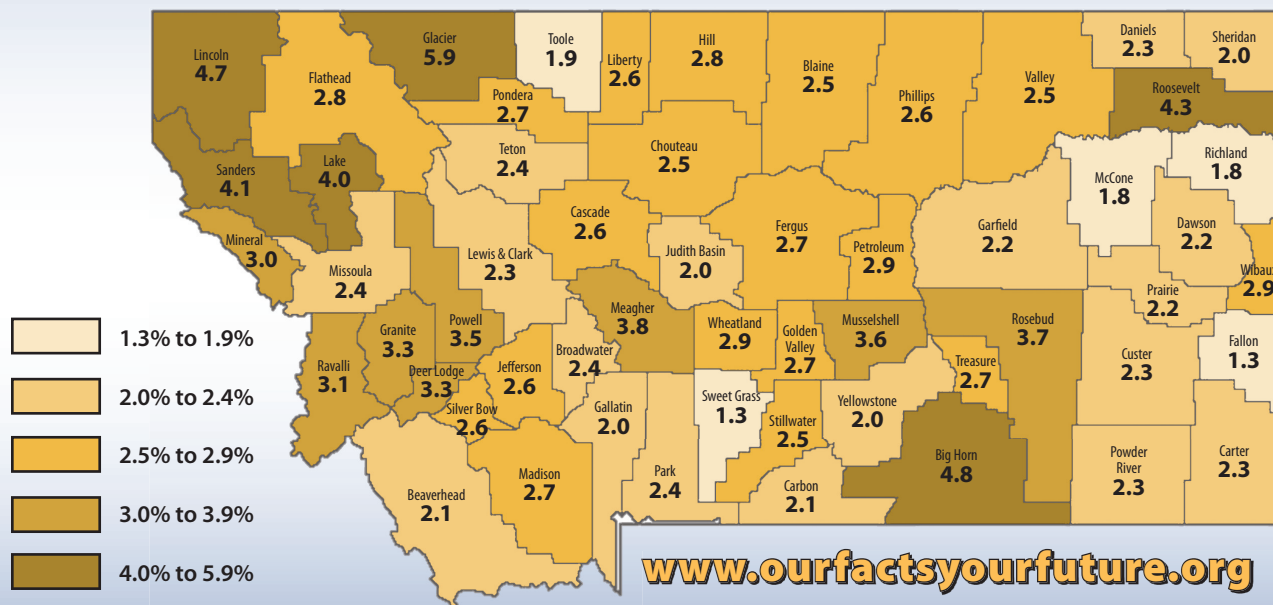 Lincoln
4.7
Flathead
2.8
Glacier
5.9
Toole
1.9
Liberty
2.6
Hill
2.8
Blaine
2.5
Phillips
2.6
Valley
2.5
Daniels
2.3
Sheridan
2.0
Roosevelt
4.3
Pondera
2.7
Teton
2.4
Chouteau
2.5
Sanders
4.1
Lake
4.0
Richland
1.8
McCone
1.8
Mineral
3.0
Missoula
2.4
Lewis & Clark
2.3
Cascade
2.6
Judith Basin
2.0
Fergus
2.7
Petroleum
2.9
Garfield
2.2
Dawson
2.2
Wibaux
2.9
Prairie
2.2
1.3% to 1.9%
Ravalli
3.1
Granite
3.3
Powell
3.5
Deer Lodge
3.3
Jefferson
2.6
Broadwater
2.4
Meagher
3.8
Wheatland
2.9
Golden
Valley
2.7
Musselshell
3.6
Rosebud
3.7
Treasure
2.7
Custer
2.3
Fallon
1.3
2.0% to 2.4%
Silver Bow
2.6
Gallatin
2.0
Sweet Grass
1.3
Stillwater
2.5
Yellowstone
2.0
2.5% to 2.9%
Beaverhead
2.1
Madison
2.7
Park
2.4
Carbon
2.1
Big Horn
4.8
Powder
River
2.3
Carter
2.3
3.0% to 3.9%
4.0% to 5.9%
www.ourfactsyourfuture.org